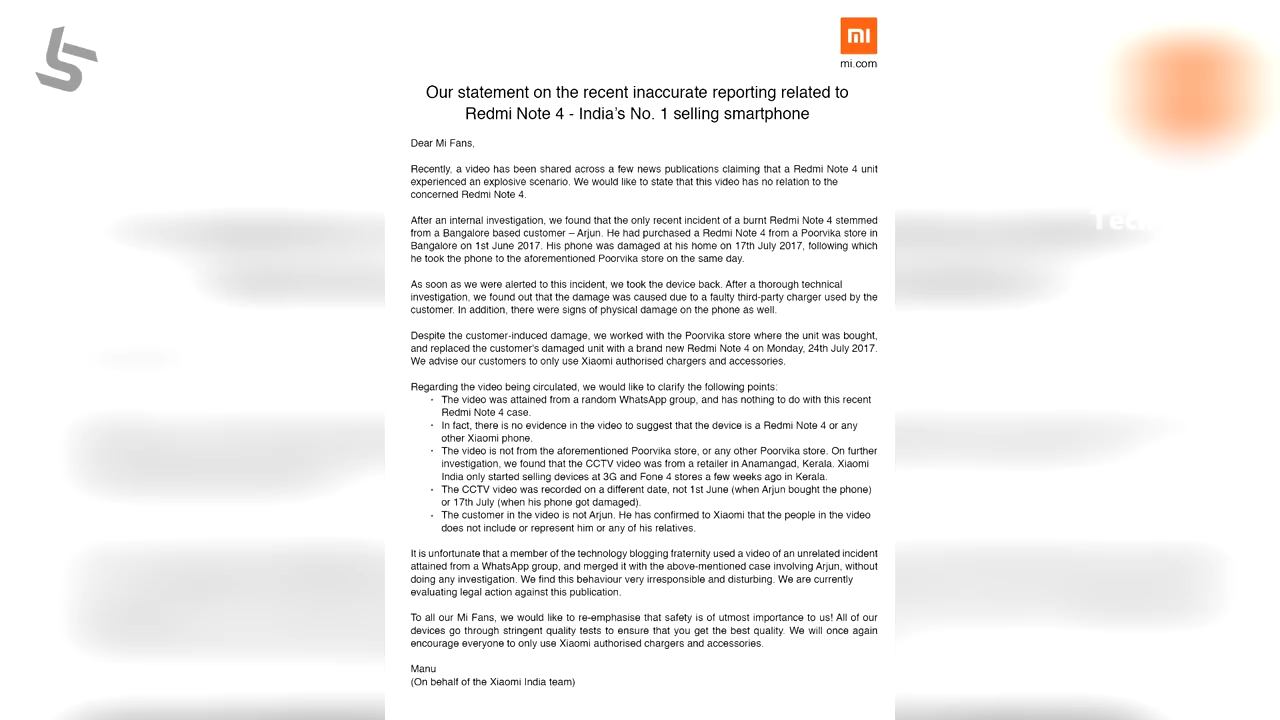 mi
mi.com
Our statement on the recent inaccurate reporting related to
Redmi Note 4 - India's No. 1 selling smartphone
Dear Mi Fans,
Recently, a video has been shared across a few news publications claiming that a Redmi Note 4 unit
experienced an explosive scenario. We would like to state that this video has no relation to the
concerned Redmi Note 4.
After an internal investigation, we found that the only recent incident of a burnt Redmi Note 4 stemmed
from a Bangalore based customer – Arjun. He had purchased a Redmi Note 4 from a Poorvika store in
Bangalore on 1st June 2017. His phone was damaged at his home on 17th July 2017, following which
he took the phone to the aforementioned Poorvika store on the same day.
As soon as we were alerted to this incident, we took the device back. After a thorough technical
investigation, we found out that the damage was caused due to a faulty third-party charger used by the
customer. In addition, there were signs of physical damage on the phone as well.
Despite the customer-induced damage, we worked with the Poorvika store where the unit was bought,
and replaced the customer's damaged unit with a brand new Redmi Note 4 on Monday, 24th July 2017.
We advise our customers to only use Xiaomi authorised chargers and accessories.
Regarding the video being circulated, we would like to clarify the following points:
· The video was attained from a random WhatsApp group, and has nothing to do with this recent
Redmi Note 4 case.
· In fact, there is no evidence in the video to suggest that the device is a Redmi Note 4 or any
other Xiaomi phone.
· The video is not from the aforementioned Poorvika store, or any other Poorvika store. On further
investigation, we found that the CCTV video was from a retailer in Anamangad, Kerala. Xiaomi
India only started selling devices at 3G and Fone 4 stores a few weeks ago in Kerala.
· The CCTV video was recorded on a different date, not 1st June (when Arjun bought the phone)
or 17th July (when his phone got damaged).
· The customer in the video is not Arjun. He has confirmed to Xiaomi that the people in the video
does not include or represent him or any of his relatives.
It is unfortunate that a member of the technology blogging fraternity used a video of an unrelated incident
attained from a WhatsApp group, and merged it with the above-mentioned case involving Arjun, without
doing any investigation. We find this behaviour very irresponsible and disturbing. We are currently
evaluating legal action against this publication.
To all our Mi Fans, we would like to re-emphasise that safety is of utmost importance to us! All of our
devices go through stringent quality tests to ensure that you get the best quality. We will once again
encourage everyone to only use Xiaomi authorised chargers and accessories.
Manu
(On behalf of the Xiaomi India team)